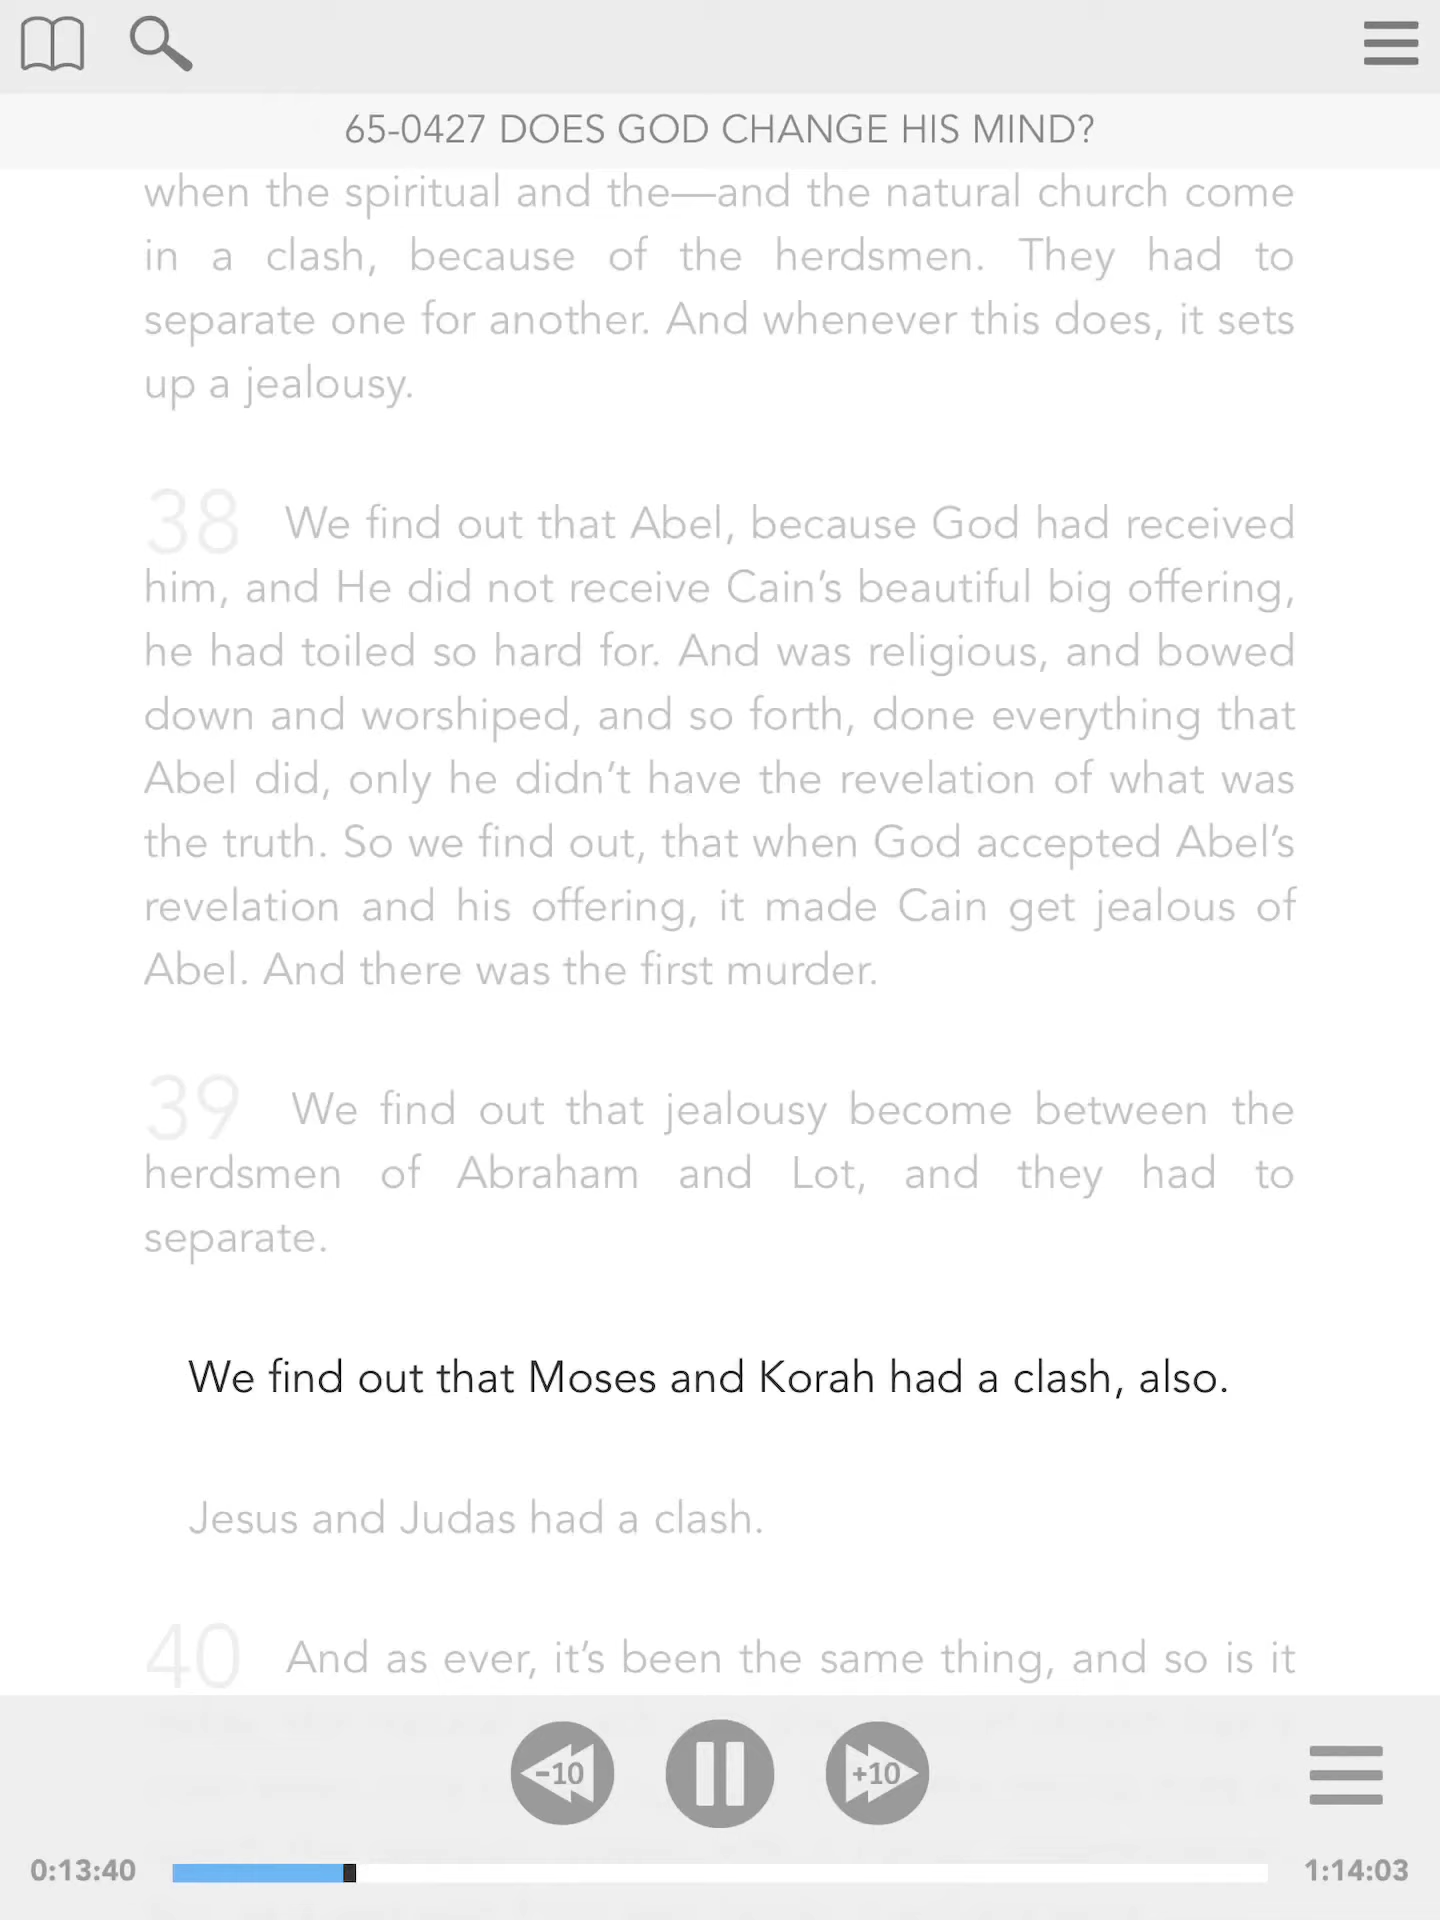 65-0427 DOES GOD CHANGE HIS MIND?
when the spiritual and the—and the natural church come
in a clash, because of the herdsmen. They had to
separate one for another. And whenever this does, it sets
up a jealousy.
38 We find out that Abel, because God had received
him, and He did not receive Cain’s beautiful big offering,
he had toiled so hard for. And was religious, and bowed
down and worshiped, and so forth, done everything that
Abel did, only he didn’t have the revelation of what was
the truth. So we find out, that when God accepted Abel’s
revelation and his offering, it made Cain get jealous of
Abel. And there was the first murder.
39 We find out that jealousy become between the
herdsmen of Abraham and Lot, and they had to
separate.
We find out that Moses and Korah had a clash, also.
Jesus and Judas had a clash.
40 And as ever, it’s been the same thing, and so is it
-10 +10
0:13:40 1:14:03